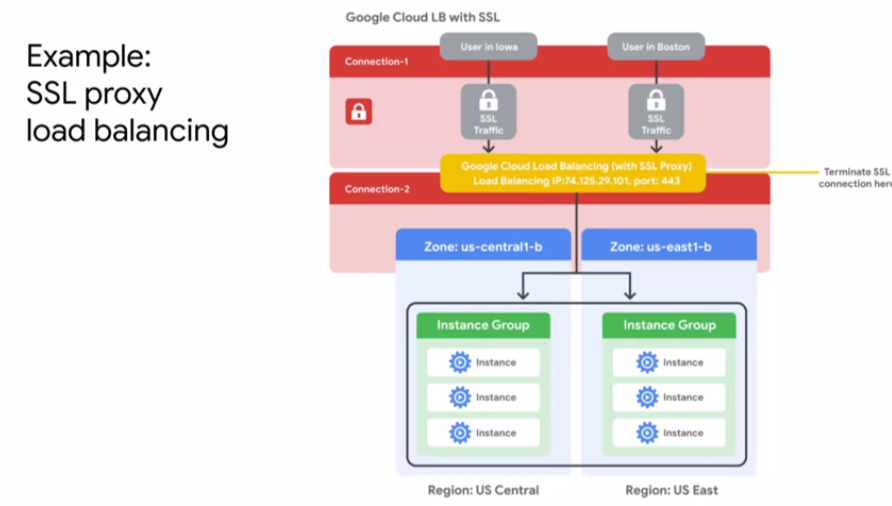 Example:
SSL proxy
load balancing
Google Cloud LB with SSL
User in Iowa
User in Boston
Connection-1
SSL
Traffic
SSL
Traffic
Google Cloud Load Balancing (with SSL Proxy)
Load Balancing IP:74.125.29.101, port: 443
Terminate SSL
connection here
Connection-2
Zone: us-central1-b
Zone: us-east1-b
Instance Group
Instance
Instance
Instance
Instance Group
Instance
Instance
Instance
Region: US Central
Region: US East